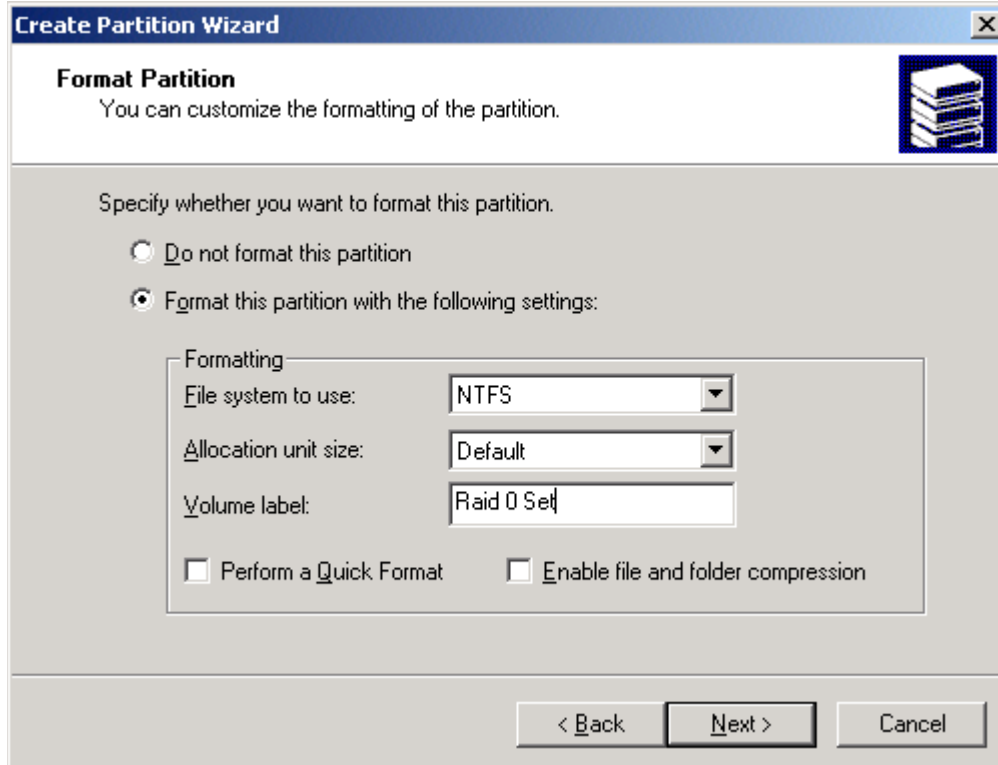 Create Partition Wizard
Format Partition
You can customize the formatting of the partition.
Specify whether you want to format this partition.
Do not format this partition
Format this partition with the following settings:
Formatting
File system to use: NTFS
Allocation unit size: Default
Volume label: Raid 0 Set
Perform a Quick Format Enable file and folder compression
< Back Next > Cancel